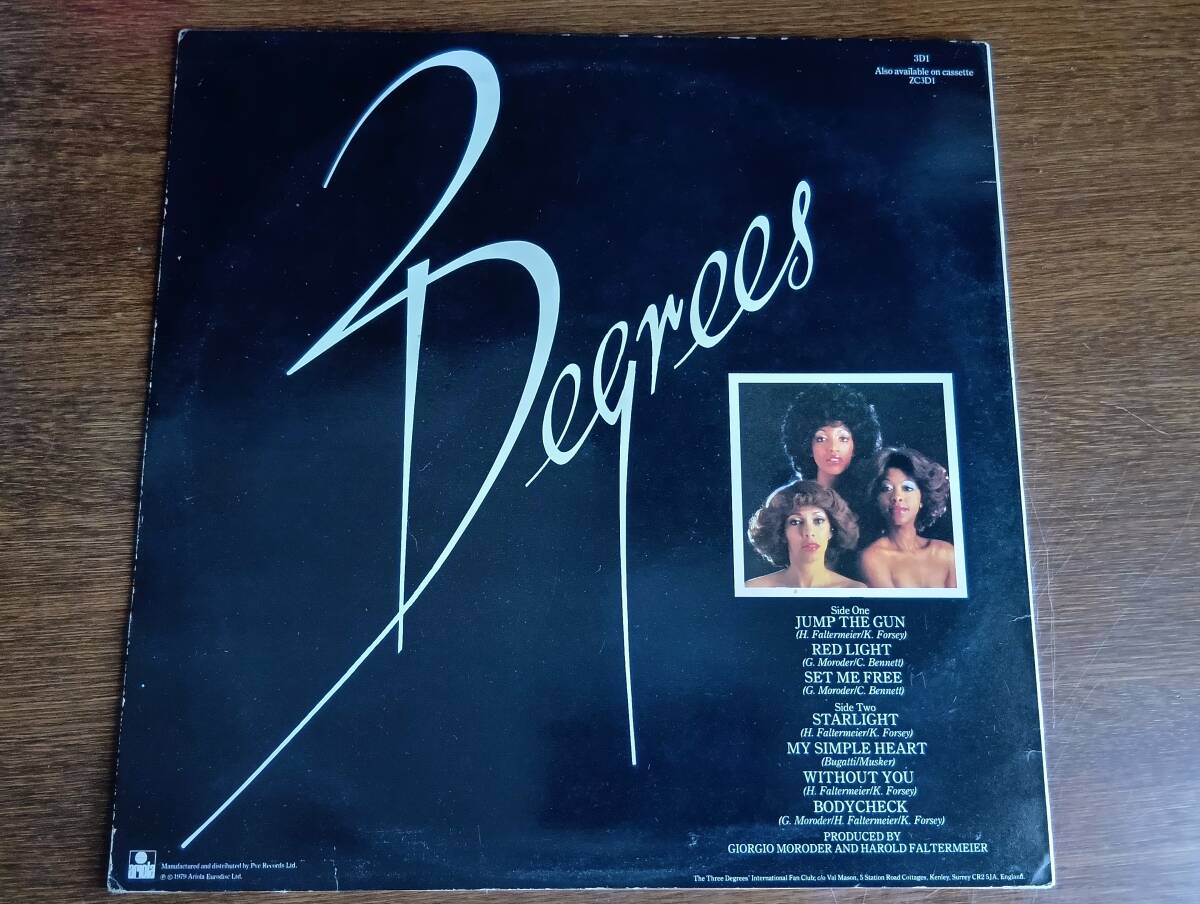 3D1
Also available on cassette
ZC3D1
3 Degrees
Side One
JUMP THE GUN
(H. Faltermeier/K. Forsey)
RED LIGHT
(G. Moroder/C. Bennett)
SET ME FREE
(G. Moroder/C. Bennett)
Side Two
STARLIGHT
(H. Faltermeier/K. Forsey)
MY SIMPLE HEART
(Bugatti/Musker)
WITHOUT YOU
(H. Faltermeier/K. Forsey)
BODYCHECK
(G. Moroder/H. Faltermeier/K. Forsey)
PRODUCED BY
GIORGIO MORODER AND HAROLD FALTERMEIER
ariola
Manufactured and distributed by Pye Records Ltd.
℗ © 1979 Ariola Eurodisc Ltd.
The Three Degrees' International Fan Club; c/o Val Mason, 5 Station Road Cottages, Kenley, Surrey CR2 5JA, England.